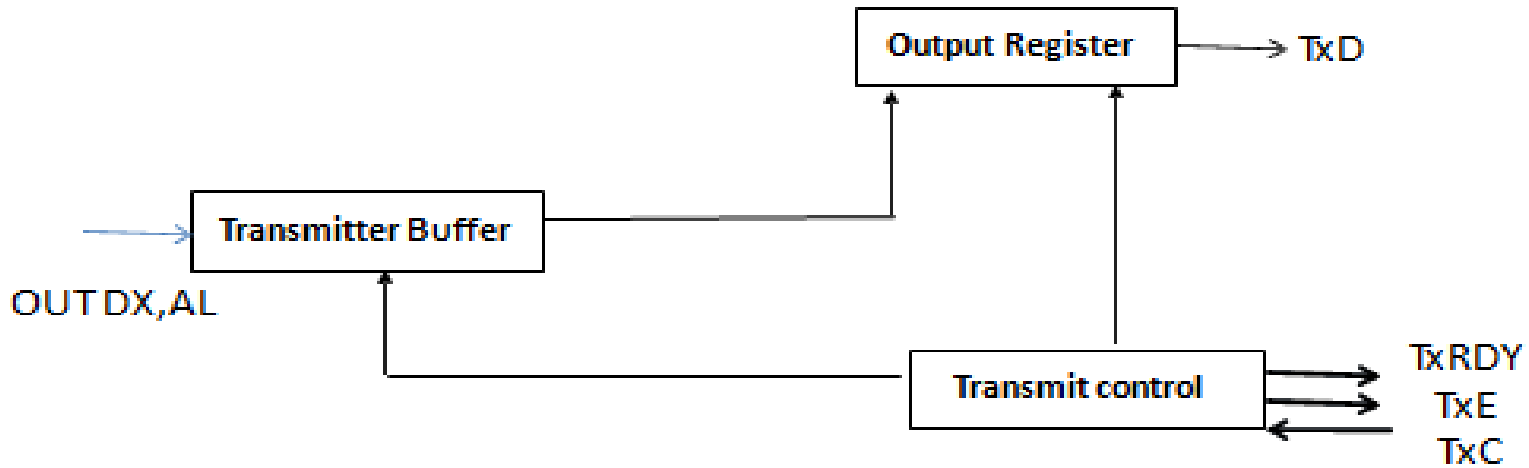 Output Register
TxD
Transmitter Buffer
OUT DX,AL
Transmit control
TxRDY
TxE
TxC